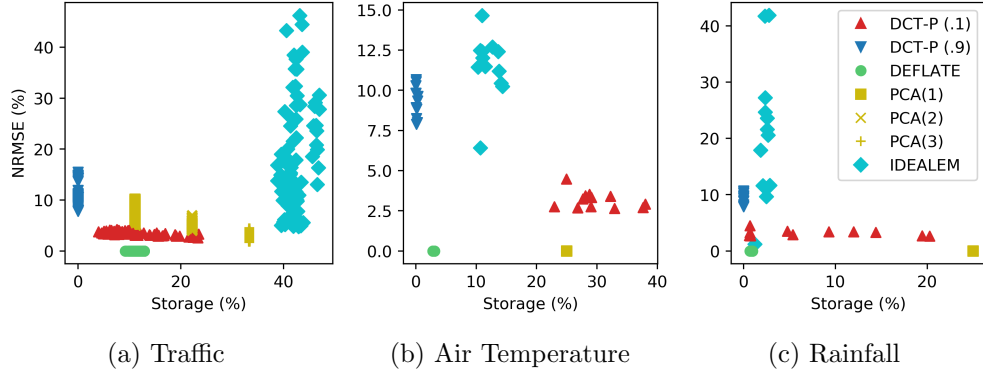 NRMSE (%)
40
30
20
10
0
0
20
40
Storage (%)
(a) Traffic
15.0
12.5
10.0
7.5
5.0
2.5
0.0
0
10
20
30
40
Storage (%)
(b) Air Temperature
40
30
20
10
0
0
10
20
Storage (%)
DCT-P (.1)
DCT-P (.9)
DEFLATE
PCA(1)
PCA(2)
PCA(3)
IDEALEM
(c) Rainfall